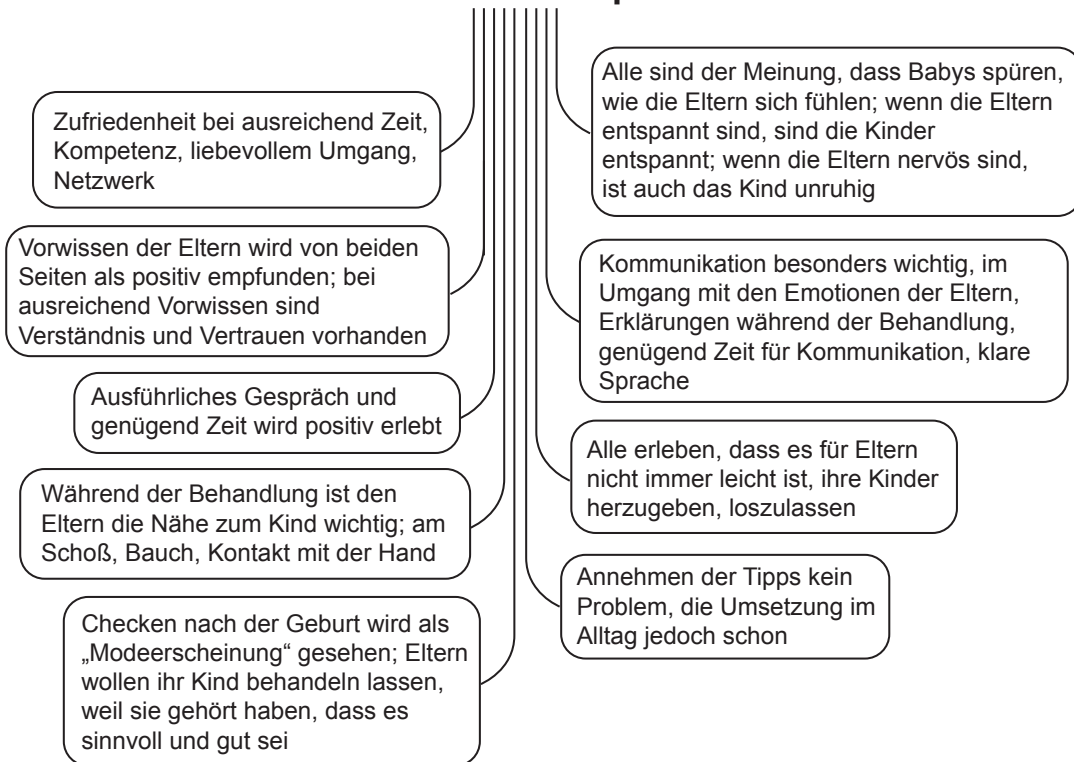 Zufriedenheit bei ausreichend Zeit,
Kompetenz, liebevollem Umgang,
Netzwerk
Vorwissen der Eltern wird von beiden
Seiten als positiv empfunden; bei
ausreichend Vorwissen sind
Verständnis und Vertrauen vorhanden
Ausführliches Gespräch und
genügend Zeit wird positiv erlebt
Während der Behandlung ist den
Eltern die Nähe zum Kind wichtig; am
Schoß, Bauch, Kontakt mit der Hand
Checken nach der Geburt wird als
„Modeerscheinung“ gesehen; Eltern
wollen ihr Kind behandeln lassen,
weil sie gehört haben, dass es
sinnvoll und gut sei
Alle sind der Meinung, dass Babys spüren,
wie die Eltern sich fühlen; wenn die Eltern
entspannt sind, sind die Kinder
entspannt; wenn die Eltern nervös sind,
ist auch das Kind unruhig
Kommunikation besonders wichtig, im
Umgang mit den Emotionen der Eltern,
Erklärungen während der Behandlung,
genügend Zeit für Kommunikation, klare
Sprache
Alle erleben, dass es für Eltern
nicht immer leicht ist, ihre Kinder
herzugeben, loszulassen
Annehmen der Tipps kein
Problem, die Umsetzung im
Alltag jedoch schon